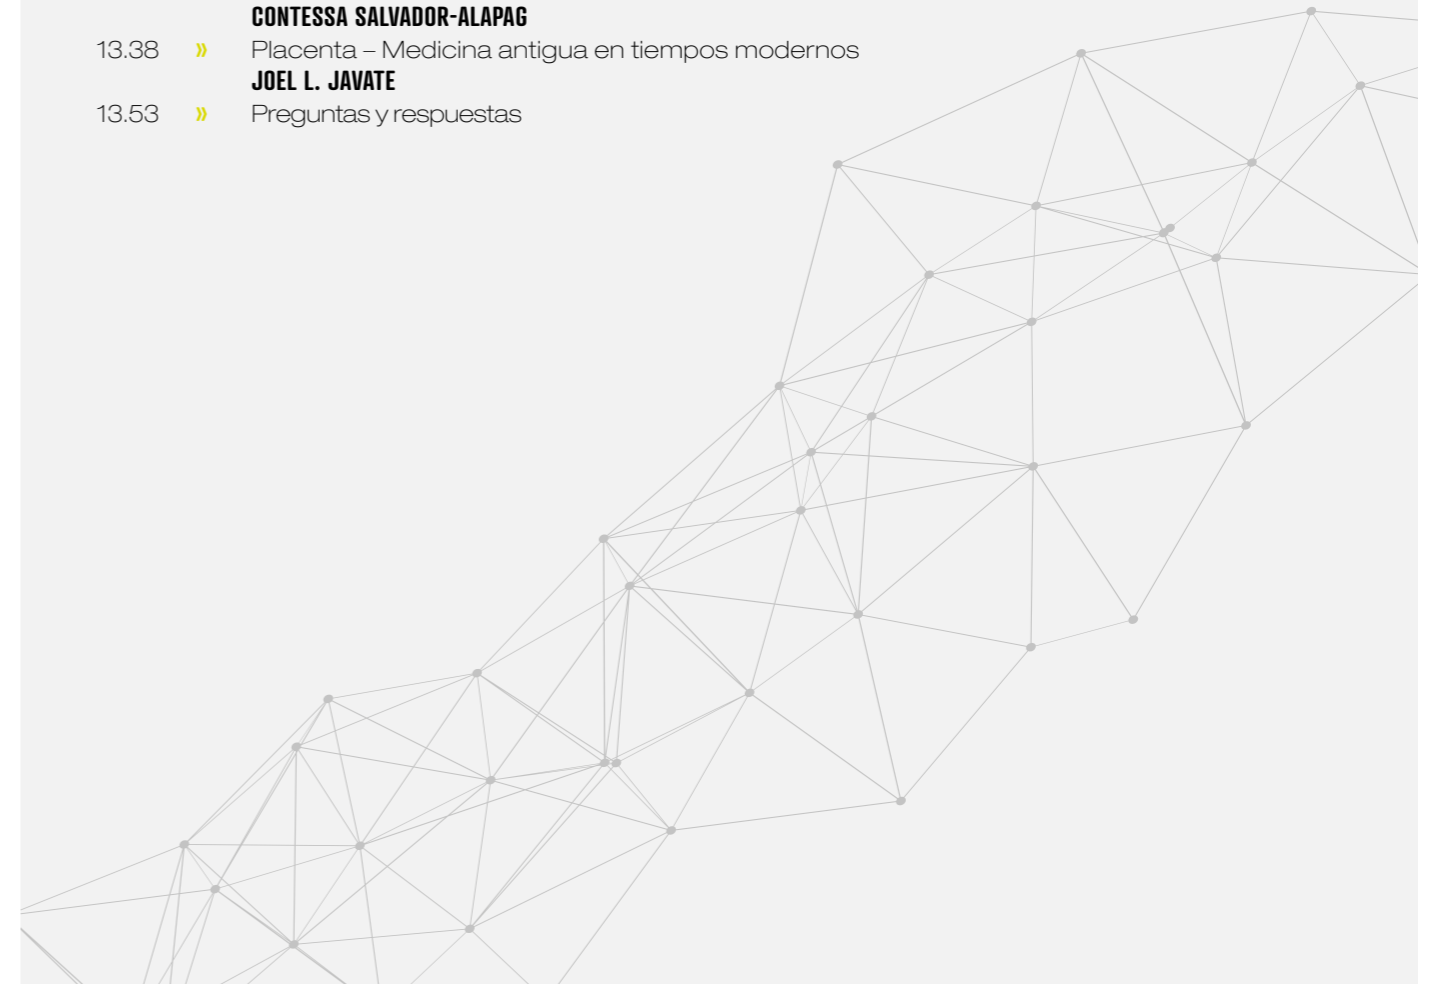 CONTESSA SALVADOR-ALAPAG
13.38 » Placenta – Medicina antigua en tiempos modernos
JOEL L. JAVATE
13.53 » Preguntas y respuestas